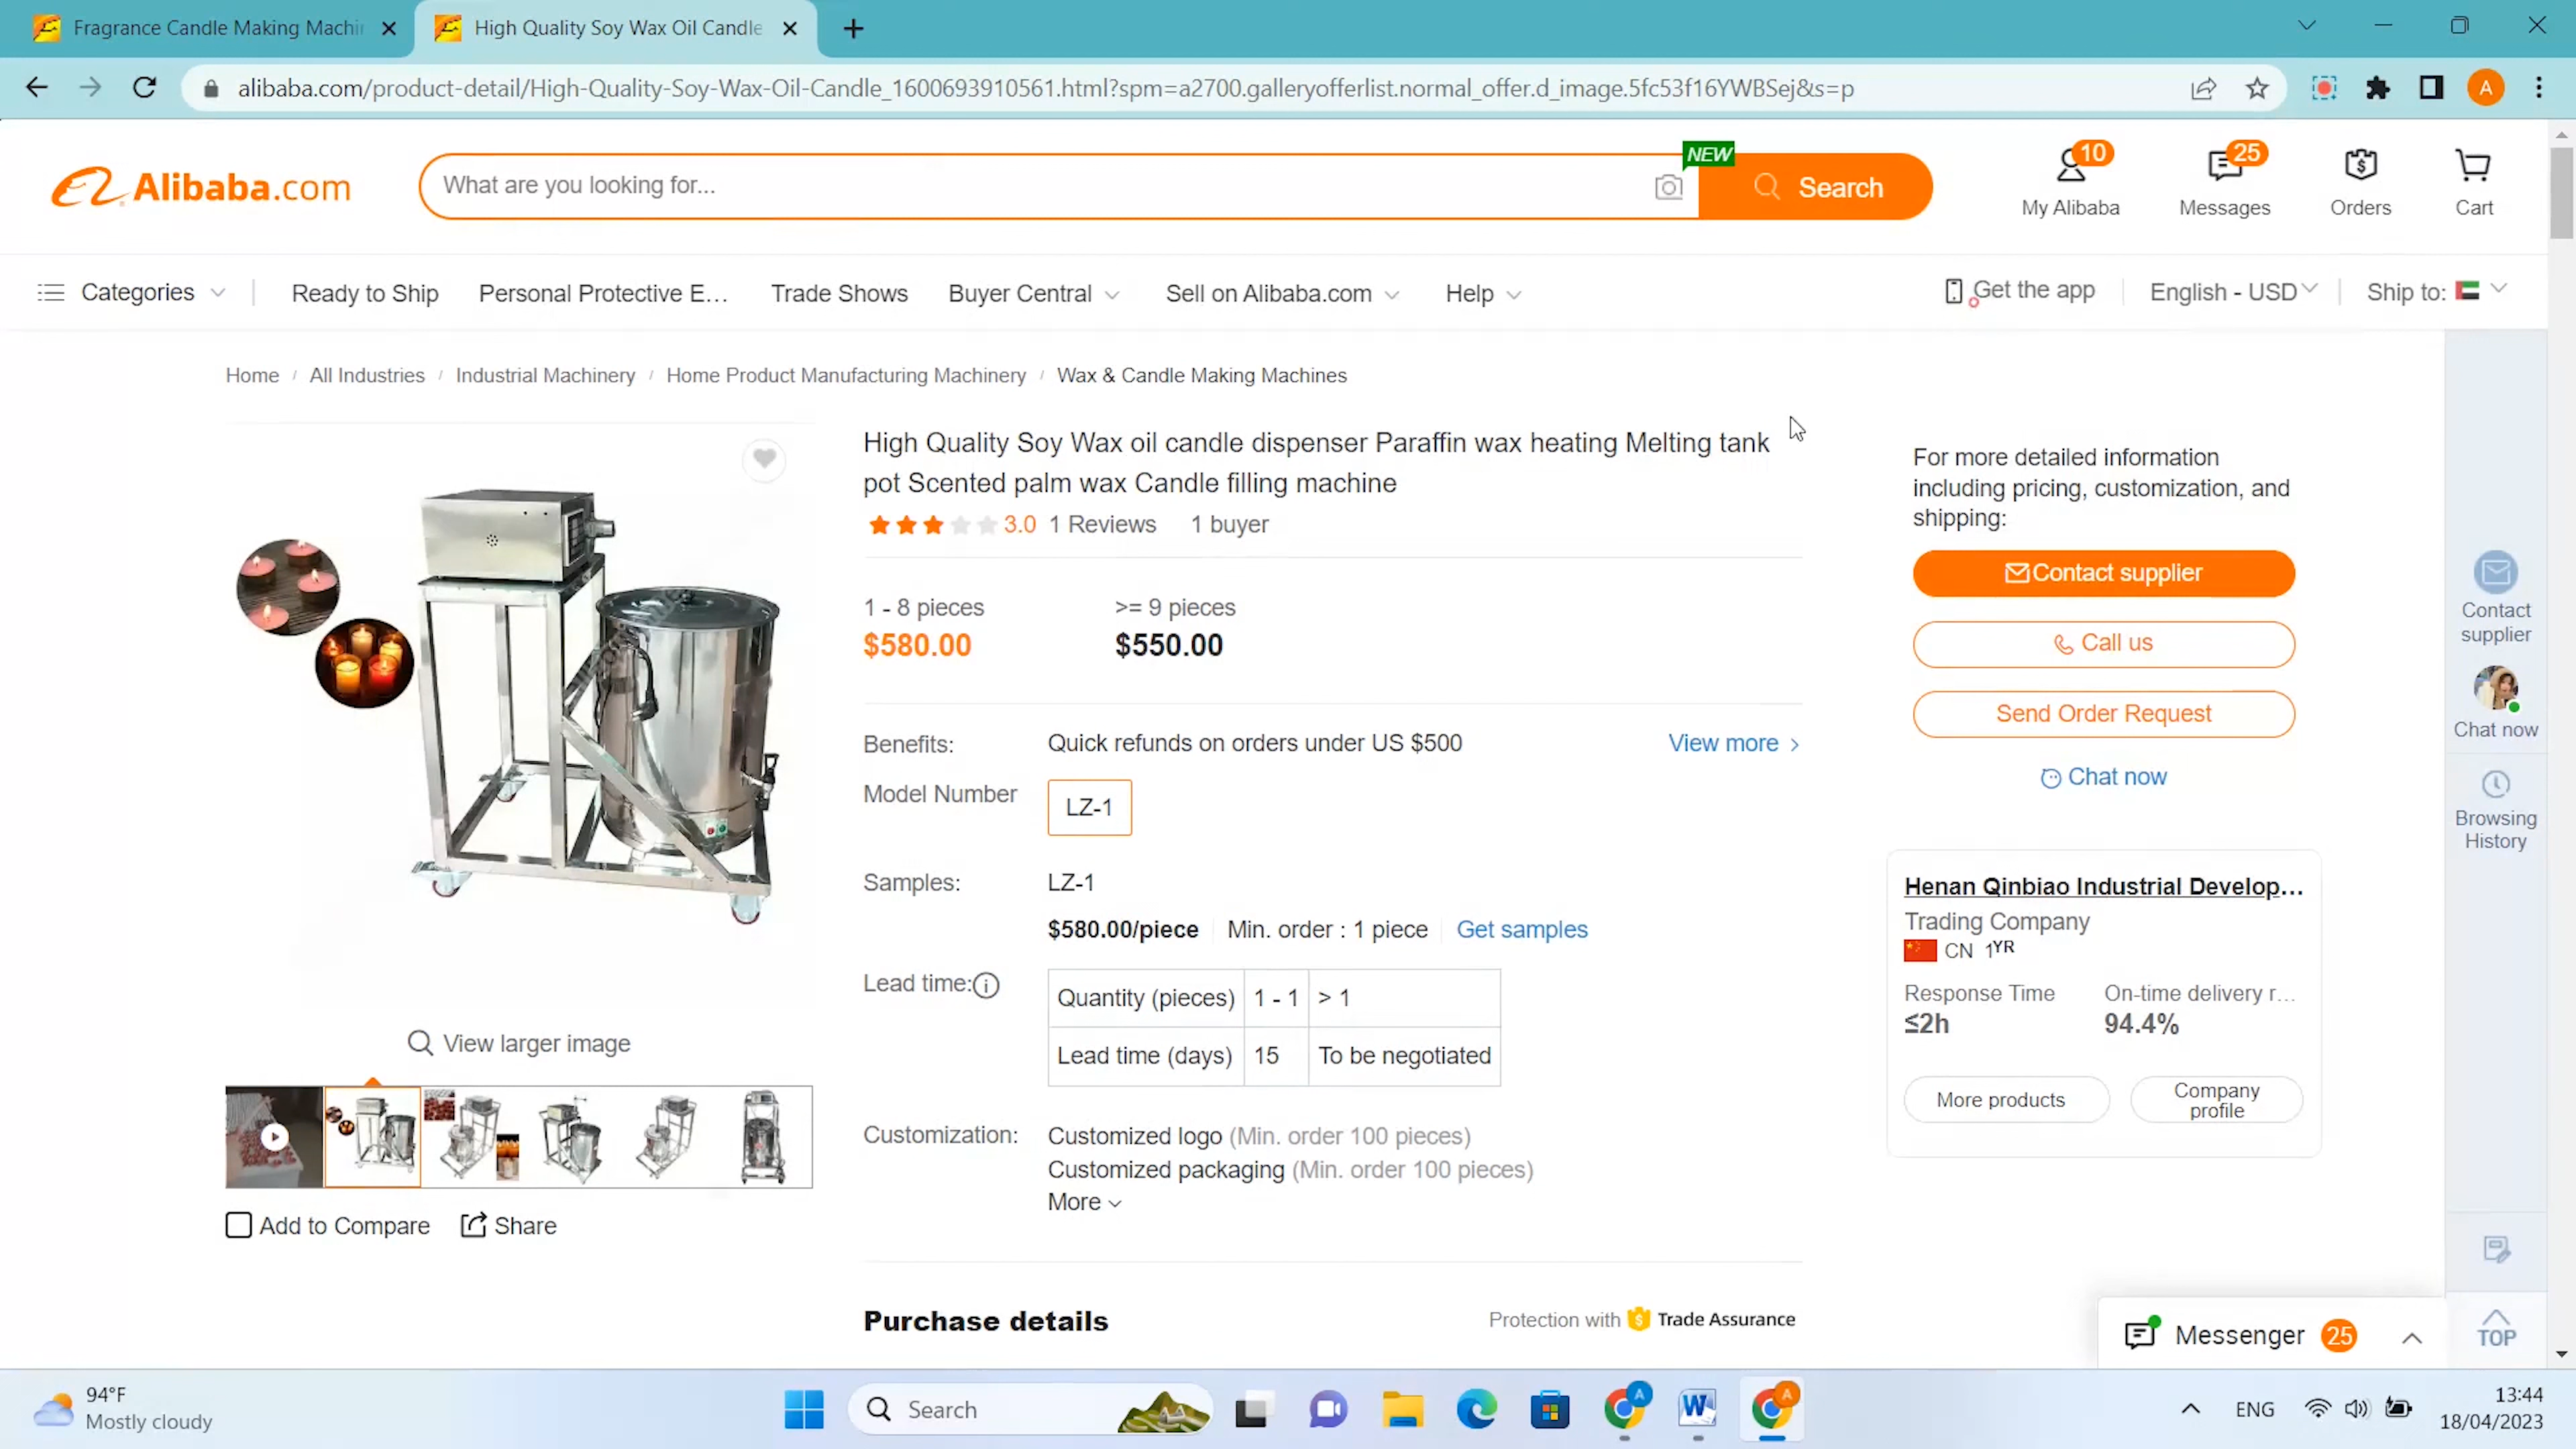 Fragrance Candle Making Machi
High Quality Soy Wax Oil Candle
alibaba.com/product-detail/High-Quality-Soy-Wax-Oil-Candle_1600693910561.html?spm=a2700.galleryofferlist.normal_offer.d_image.5fc53f16YWBSej&s=p
A
Alibaba.com
What are you looking for...
NEW
Search
10
My Alibaba
25
Messages
Orders
Cart
Categories
Ready to Ship
Personal Protective E...
Trade Shows
Buyer Central
Sell on Alibaba.com
Help
Get the app
English - USD
Ship to:
Home / All Industries / Industrial Machinery / Home Product Manufacturing Machinery / Wax & Candle Making Machines
High Quality Soy Wax oil candle dispenser Paraffin wax heating Melting tank
pot Scented palm wax Candle filling machine
3.0 1 Reviews 1 buyer
1 - 8 pieces
$580.00
>= 9 pieces
$550.00
Benefits: Quick refunds on orders under US $500 View more
Model Number LZ-1
Samples: LZ-1
$580.00/piece Min. order : 1 piece Get samples
Lead time:
Quantity (pieces) 1 - 1 > 1
Lead time (days) 15 To be negotiated
Customization: Customized logo (Min. order 100 pieces)
Customized packaging (Min. order 100 pieces)
More
View larger image
Add to Compare
Share
Purchase details
Protection with Trade Assurance
For more detailed information
including pricing, customization, and
shipping:
Contact supplier
Call us
Send Order Request
Chat now
Henan Qinbiao Industrial Develop...
Trading Company
CN 1YR
Response Time
≤2h
On-time delivery r...
94.4%
More products
Company
profile
Contact
supplier
Chat now
Browsing
History
TOP
Messenger 25
94°F
Mostly cloudy
Search
A
W
A
ENG
13:44
18/04/2023